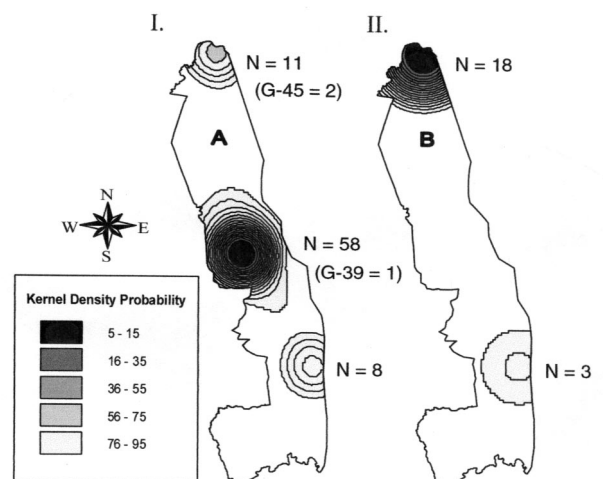 I.
II.
N = 11
(G-45 = 2)
N = 18
A
B
N
W E
S
N = 58
(G-39 = 1)
Kernel Density Probability
5 - 15
16 - 35
36 - 55
56 - 75
76 - 95
N = 8
N = 3